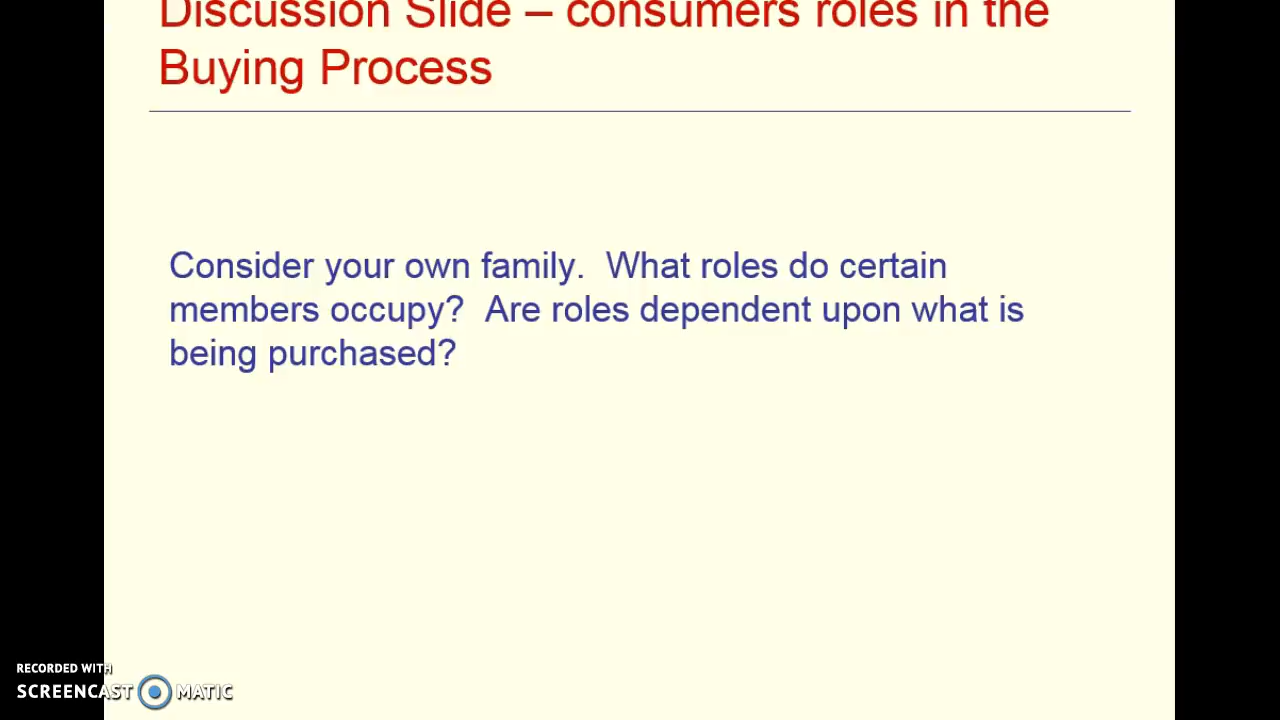 Discussion Slide – consumers roles in the
Buying Process
Consider your own family.  What roles do certain
members occupy?  Are roles dependent upon what is
being purchased?
RECORDED WITH
SCREENCAST MATIC